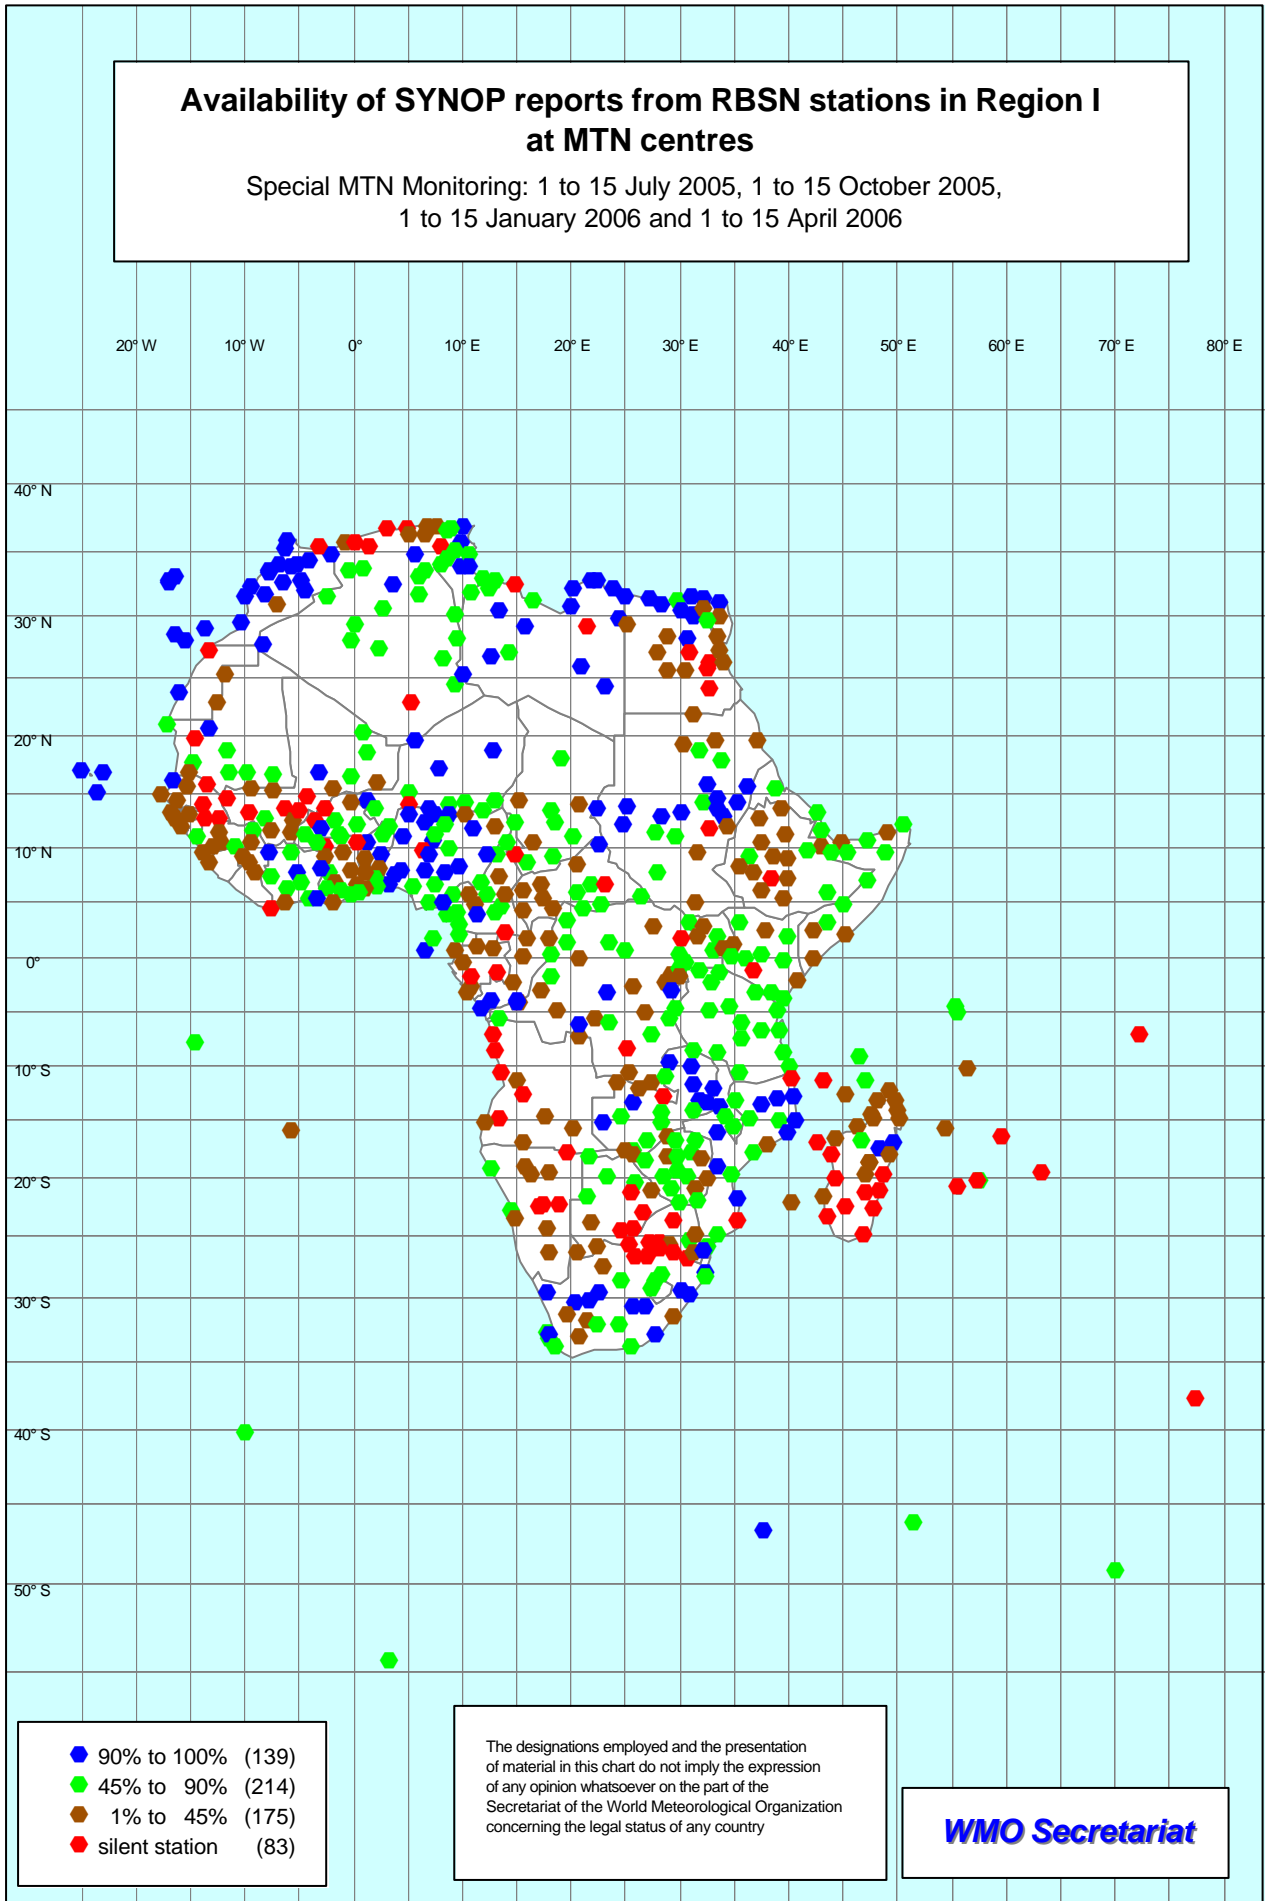 Availability of SYNOP reports from RBSN stations in Region I
at MTN centres
Special MTN Monitoring: 1 to 15 July 2005, 1 to 15 October 2005,
1 to 15 January 2006 and 1 to 15 April 2006
20° W 10° W 0° 10° E 20° E 30° E 40° E 50° E 60° E 70° E 80° E
40° N
30° N
20° N
10° N
0°
10° S
20° S
30° S
40° S
50° S
90% to 100% (139)
45% to 90% (214)
1% to 45% (175)
silent station (83)
The designations employed and the presentation
of material in this chart do not imply the expression
of any opinion whatsoever on the part of the
Secretariat of the World Meteorological Organization
concerning the legal status of any country
WMO Secretariat